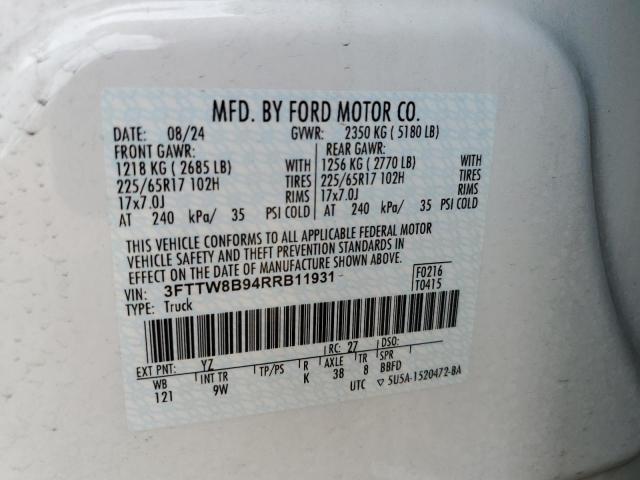 MFD. BY FORD MOTOR CO.
DATE: 08/24 GVWR: 2350 KG ( 5180 LB)
FRONT GAWR: REAR GAWR:
1218 KG ( 2685 LB) WITH 1256 KG ( 2770 LB) WITH
225/65R17 102H TIRES 225/65R17 102H TIRES
17x7.0J RIMS 17x7.0J RIMS
AT 240 kPa/ 35 PSI COLD AT 240 kPa/ 35 PSI COLD
THIS VEHICLE CONFORMS TO ALL APPLICABLE FEDERAL MOTOR
VEHICLE SAFETY AND THEFT PREVENTION STANDARDS IN
EFFECT ON THE DATE OF MANUFACTURE SHOWN ABOVE.
VIN: 3FTTW8B94RRB11931 F0216
TYPE: Truck T0415
EXT PNT: YZ RC: 27 DSO:
WB INT TR TP/PS R AXLE TR SPR
121 9W K 38 8 BBFD
UTC ▽ 5U5A-1520472-BA